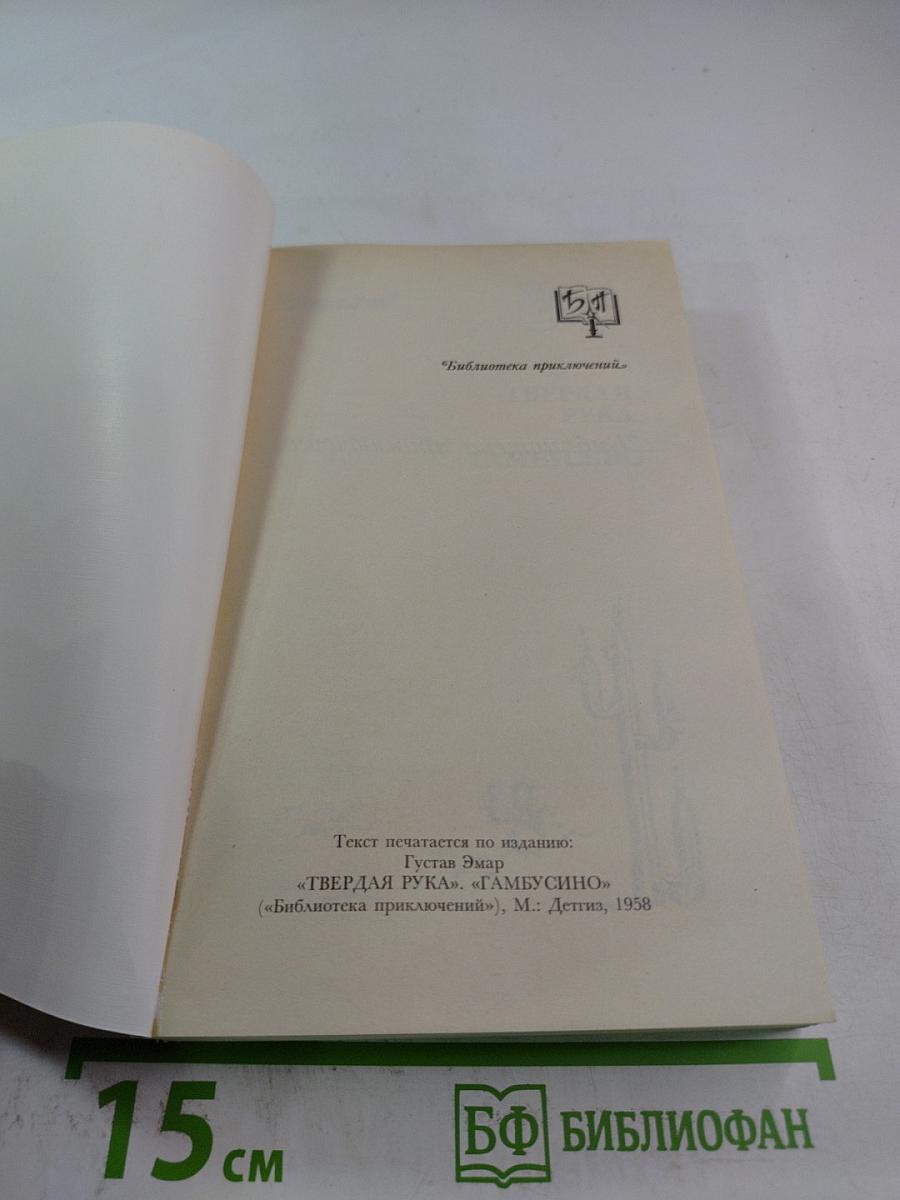 БП
«Библиотека приключений»
Текст печатается по изданию:
Густав Эмар
«ТВЕРДАЯ РУКА». «ГАМБУСИНО»
(«Библиотека приключений»), М.: Детгиз, 1958
15 см
БФ БИБЛИОФАН